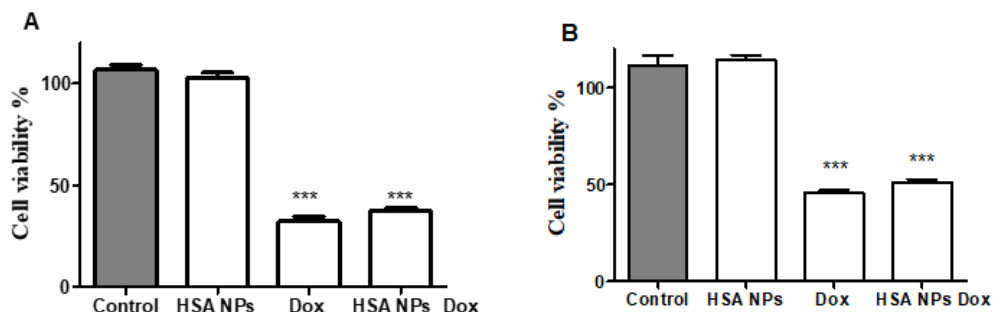 A
Cell viability %
100
50
0
*** ***
Control HSA NPs Dox HSA NPs Dox
B
Cell viability %
100
50
0
*** ***
Control HSA NPs Dox HSA NPs Dox